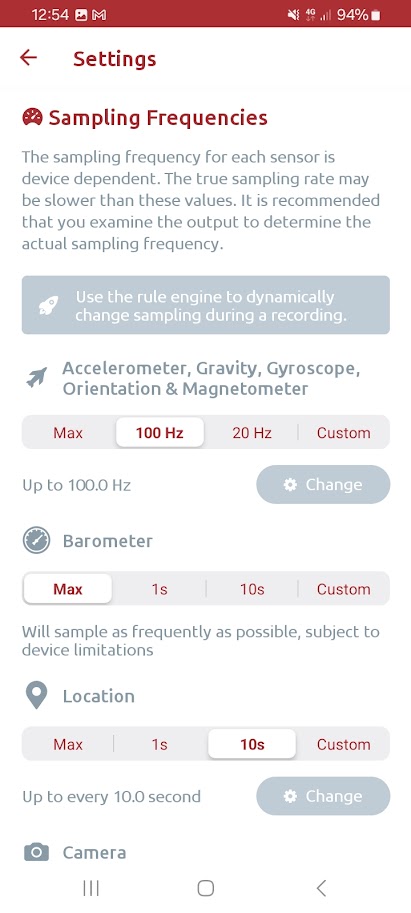 12:54 4G 94%
Settings
Sampling Frequencies
The sampling frequency for each sensor is
device dependent. The true sampling rate may
be slower than these values. It is recommended
that you examine the output to determine the
actual sampling frequency.
Use the rule engine to dynamically
change sampling during a recording.
Accelerometer, Gravity, Gyroscope,
Orientation & Magnetometer
Max 100 Hz 20 Hz Custom
Up to 100.0 Hz Change
Barometer
Max 1s 10s Custom
Will sample as frequently as possible, subject to
device limitations
Location
Max 1s 10s Custom
Up to every 10.0 second Change
Camera